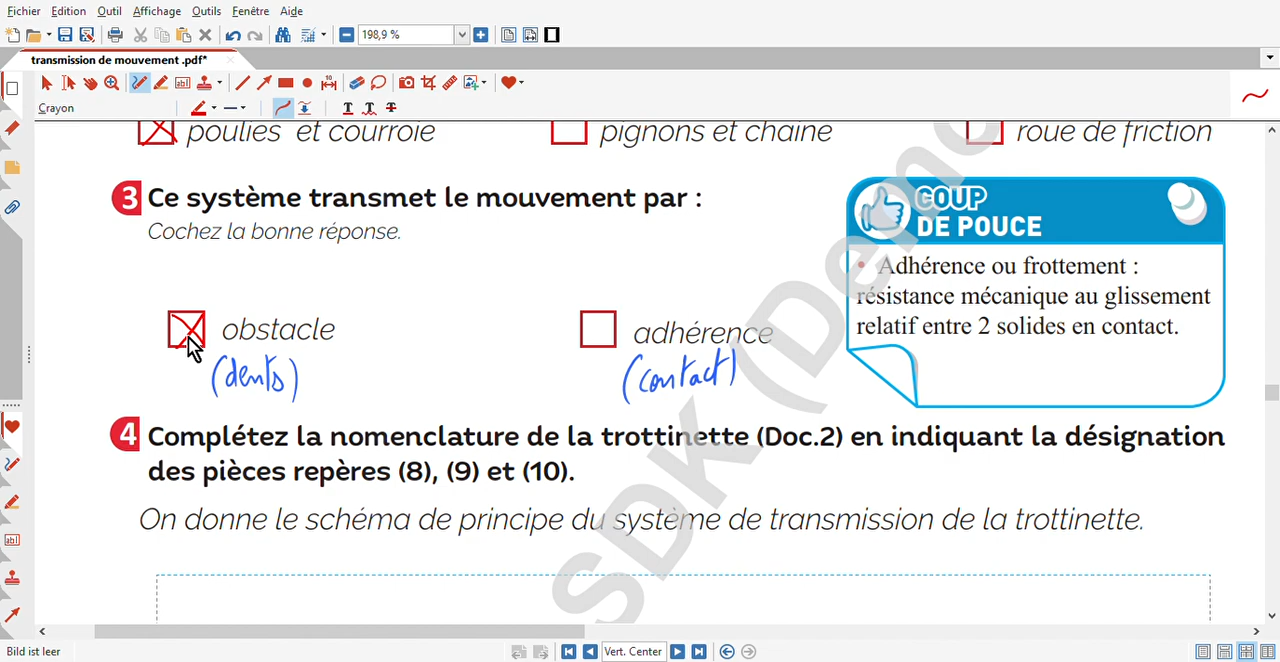 Fichier Edition Outil Affichage Outils Fenêtre Aide
198,9 %
transmission de mouvement .pdf*
Crayon
poulies et courroie pignons et chaine roue de friction
3 Ce système transmet le mouvement par :
Cochez la bonne réponse.
COUP
DE POUCE
• Adhérence ou frottement :
résistance mécanique au glissement
relatif entre 2 solides en contact.
obstacle adhérence
(dents) (contact)
4 Complétez la nomenclature de la trottinette (Doc.2) en indiquant la désignation
des pièces repères (8), (9) et (10).
On donne le schéma de principe du système de transmission de la trottinette.
SDK (Demo
Bild ist leer
Vert. Center